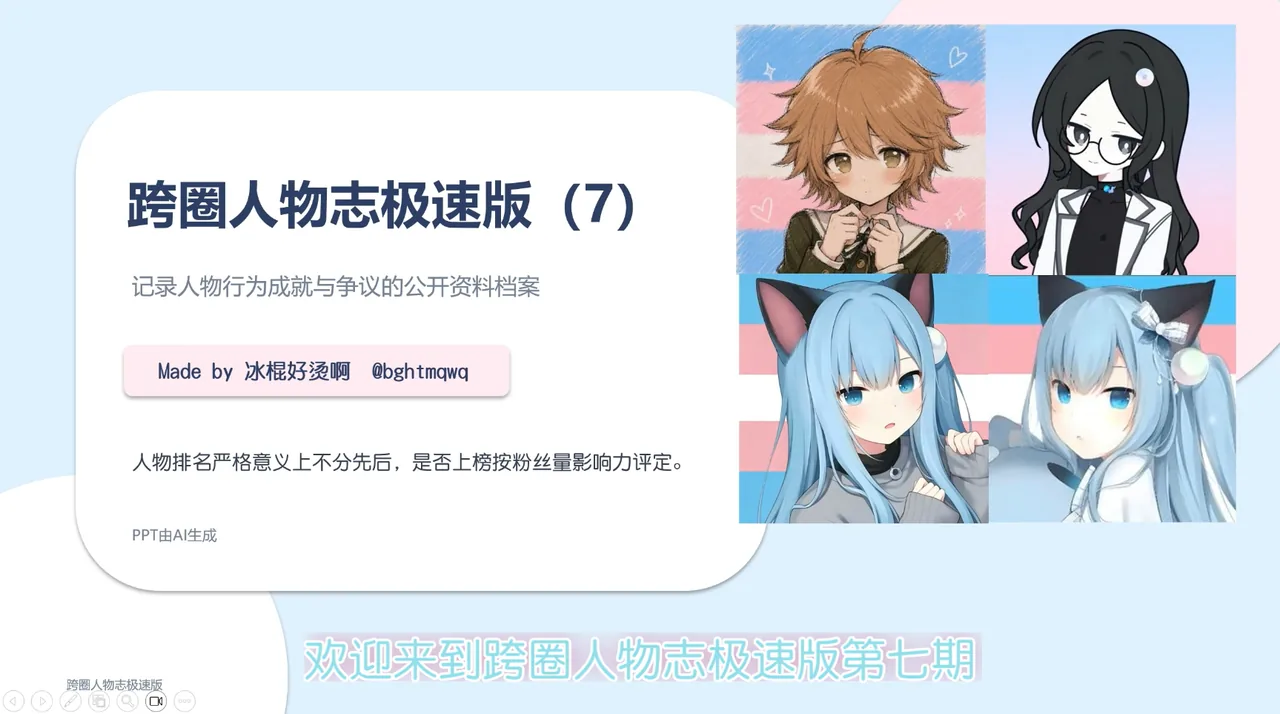 跨圈人物志极速版（7）
记录人物行为成就与争议的公开资料档案
Made by 冰棍好烫啊 @bghtmqwq
人物排名严格意义上不分先后，是否上榜按粉丝量影响力评定。
PPT由AI生成
欢迎来到跨圈人物志极速版第七期
跨圈人物志极速版